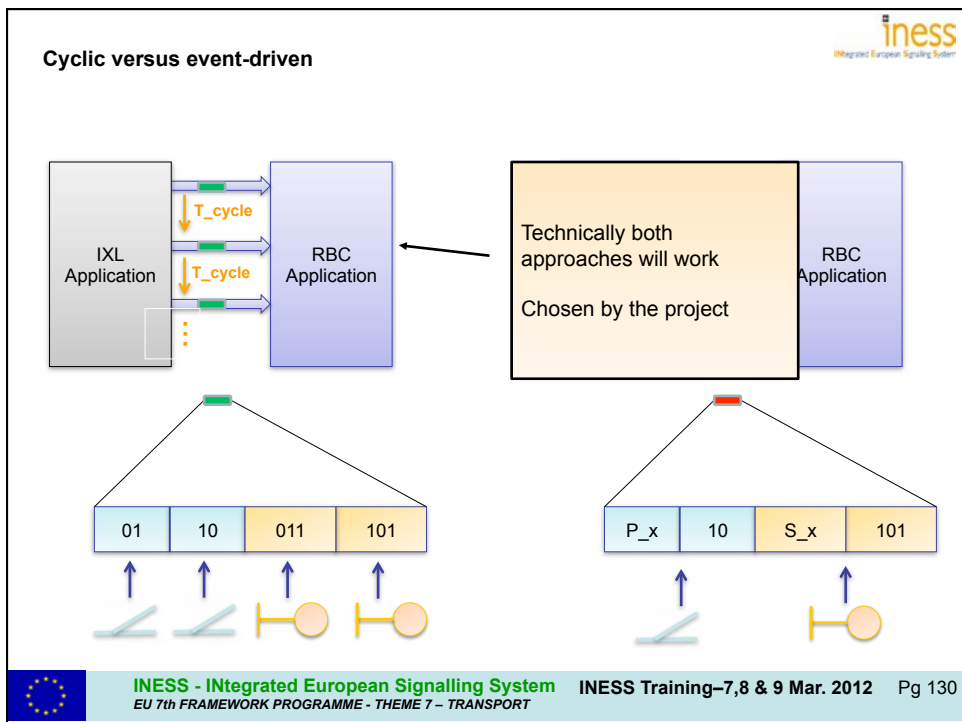 iness
INtegrated European Signalling System
Cyclic versus event-driven
IXL
Application
T_cycle
T_cycle
RBC
Application
Technically both
approaches will work
Chosen by the project
RBC
Application
01
10
011
101
P_x
10
S_x
101
INESS - INtegrated European Signalling System
EU 7th FRAMEWORK PROGRAMME - THEME 7 – TRANSPORT
INESS Training–7,8 & 9 Mar. 2012
Pg 130